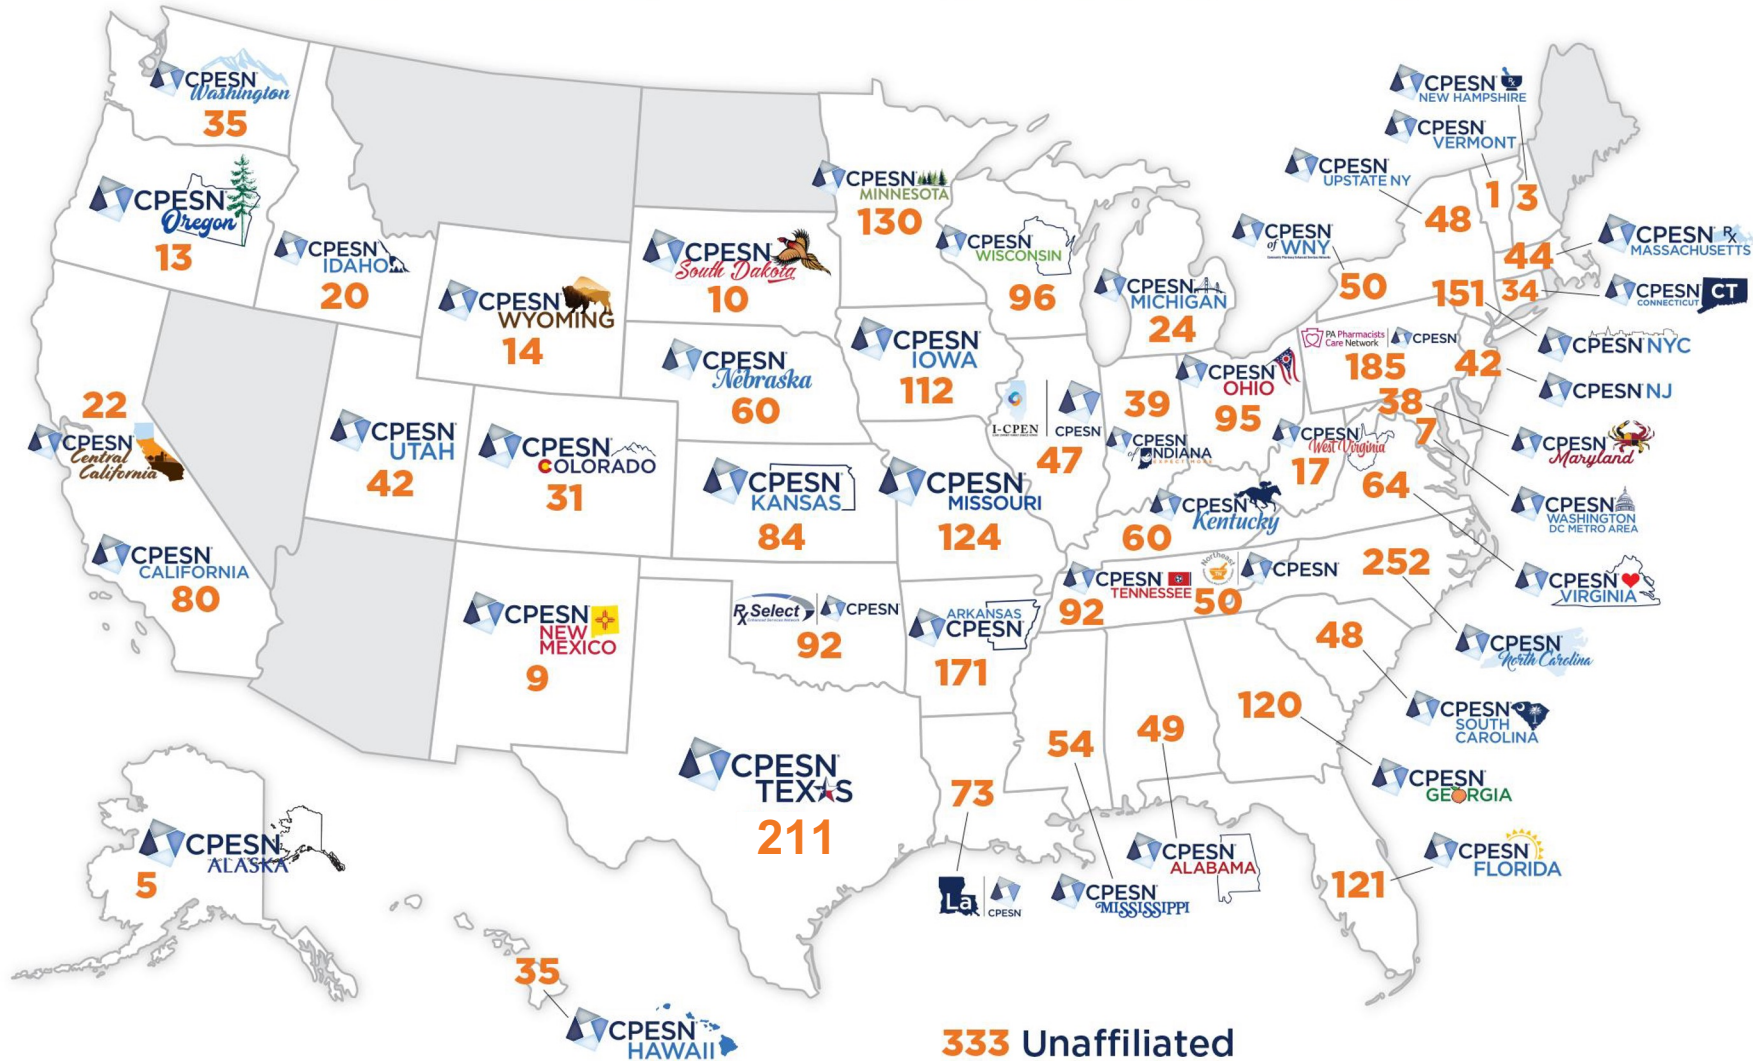 CPESN
Washington
35
CPESN
Oregon
13
CPESN
IDAHO
20
CPESN
WYOMING
14
CPESN
South Dakota
10
CPESN
MINNESOTA
130
CPESN
WISCONSIN
96
CPESN
MICHIGAN
24
CPESN
NEW HAMPSHIRE
3
CPESN
VERMONT
1
CPESN
UPSTATE NY
48
CPESN
of WNY
50
CPESN Rx
MASSACHUSETTS
44
CPESN CT
CONNECTICUT
34
CPESN NYC
151
CPESN NJ
42
PA Pharmacists
Care Network
CPESN
185
CPESN
Maryland
38
CPESN
WASHINGTON
DC METRO AREA
7
CPESN
VIRGINIA
64
CPESN
West Virginia
17
CPESN
OHIO
95
39
CPESN
of INDIANA
EXPECT MORE
I-CPEN
CPESN
47
CPESN
IOWA
112
CPESN
Nebraska
60
22
CPESN
Central
California
CPESN
CALIFORNIA
80
CPESN
UTAH
42
CPESN
COLORADO
31
CPESN
KANSAS
84
CPESN
MISSOURI
124
CPESN
Kentucky
60
CPESN
TENNESSEE
92
Northeast
CPESN
50
252
CPESN
North Carolina
48
CPESN
SOUTH
CAROLINA
120
CPESN
GEORGIA
CPESN
NEW
MEXICO
9
RxSelect
CPESN
92
ARKANSAS
CPESN
171
CPESN
TEXAS
211
73
La
CPESN
54
CPESN
MISSISSIPPI
49
CPESN
ALABAMA
121
CPESN
FLORIDA
CPESN
ALASKA
5
35
CPESN
HAWAII
333 Unaffiliated